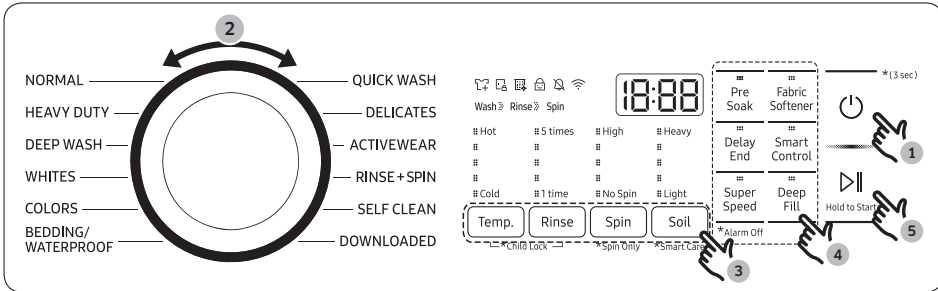 2
NORMAL
HEAVY DUTY
DEEP WASH
WHITES
COLORS
BEDDING/
WATERPROOF
QUICK WASH
DELICATES
ACTIVEWEAR
RINSE + SPIN
SELF CLEAN
DOWNLOADED
18:88
Wash Rinse Spin
Hot 5 times High Heavy
Cold 1 time No Spin Light
Temp. Rinse Spin Soil
*Child Lock *Spin Only *Smart Care
3
Pre
Soak
Fabric
Softener
Delay
End
Smart
Control
Super
Speed
Deep
Fill
*Alarm Off
4
*(3 sec)
1
Hold to Start
5